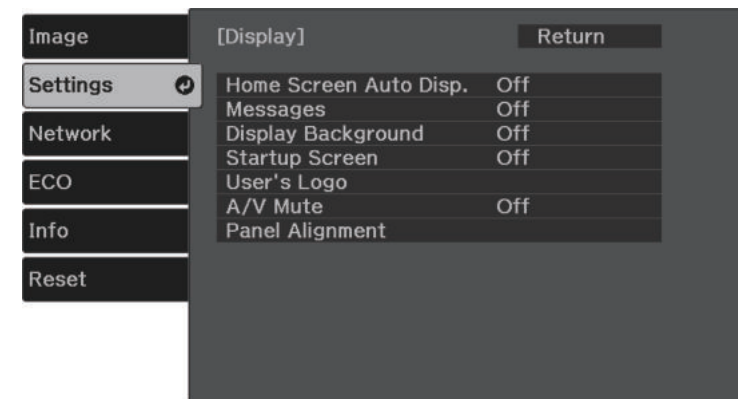 Image
Settings
Network
ECO
Info
Reset
[Display] Return
Home Screen Auto Disp. Off
Messages Off
Display Background Off
Startup Screen Off
User's Logo
A/V Mute Off
Panel Alignment